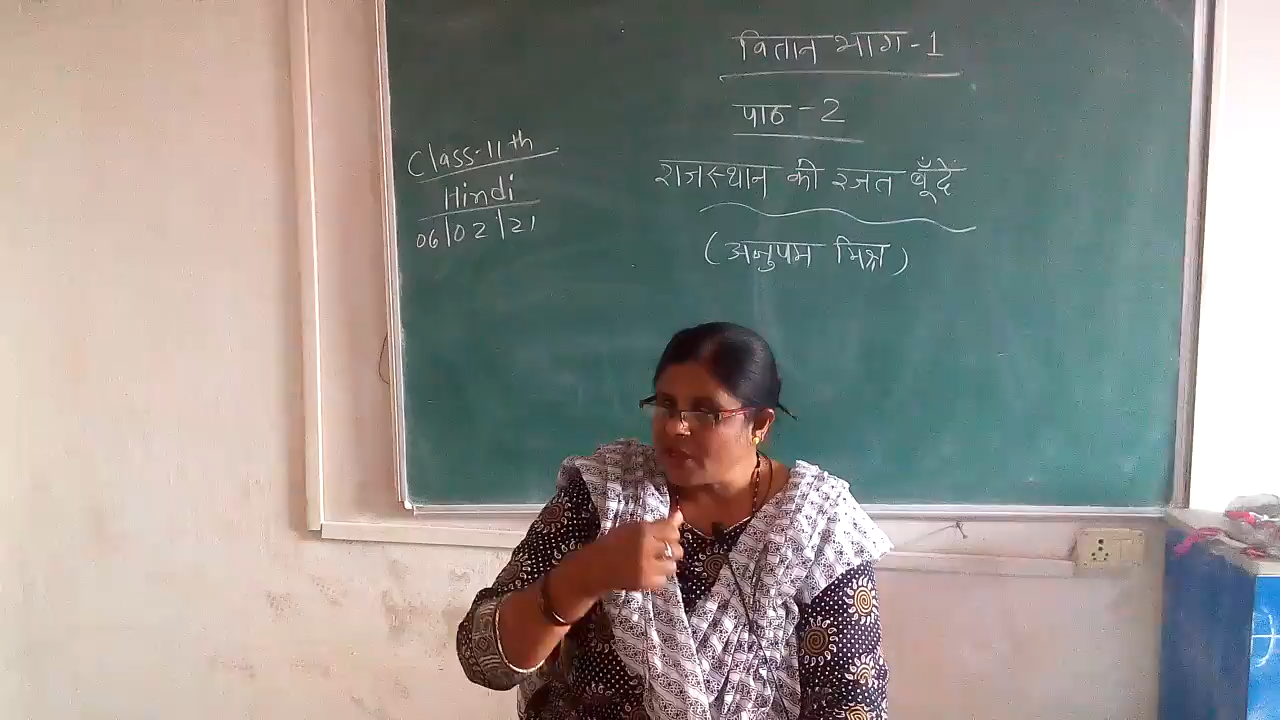 वितान भाग-1
पाठ-2
राजस्थान की रजत बूँदें
(अनुपम मिश्र)
Class-11th
Hindi
06/02/21